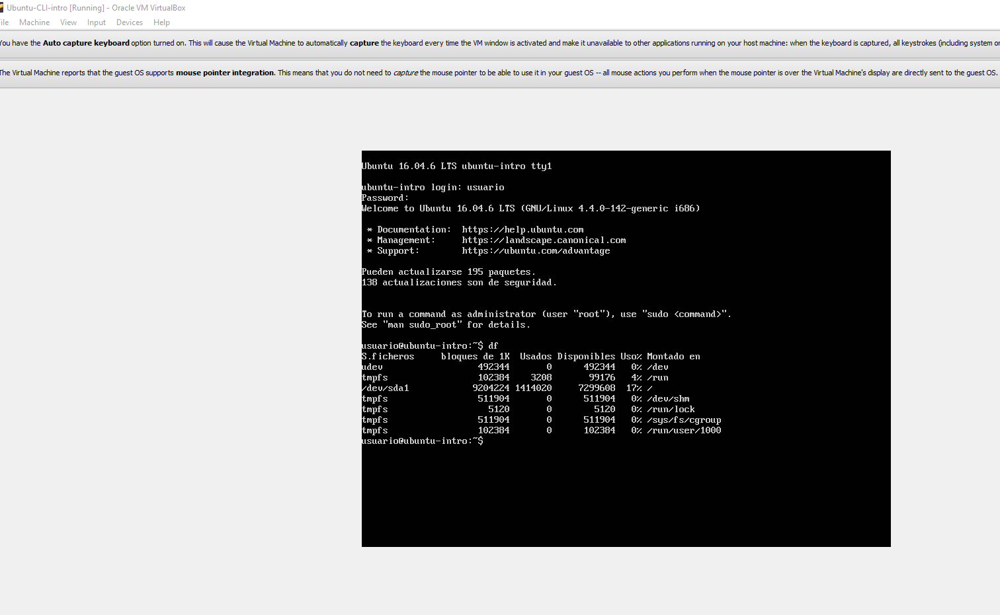 Ubuntu-CLI-intro [Running] - Oracle VM VirtualBox
File Machine View Input Devices Help
You have the Auto capture keyboard option turned on. This will cause the Virtual Machine to automatically capture the keyboard every time the VM window is activated and make it unavailable to other applications running on your host machine: when the keyboard is captured, all keystrokes (including system
The Virtual Machine reports that the guest OS supports mouse pointer integration. This means that you do not need to capture the mouse pointer to be able to use it in your guest OS -- all mouse actions you perform when the mouse pointer is over the Virtual Machine's display are directly sent to the guest OS.
Ubuntu 16.04.6 LTS ubuntu-intro tty1
ubuntu-intro login: usuario
Password:
Welcome to Ubuntu 16.04.6 LTS (GNU/Linux 4.4.0-142-generic i686)
* Documentation:  https://help.ubuntu.com
* Management:     https://landscape.canonical.com
* Support:        https://ubuntu.com/advantage
Pueden actualizarse 195 paquetes.
138 actualizaciones son de seguridad.
To run a command as administrator (user "root"), use "sudo <command>".
See "man sudo_root" for details.
usuario@ubuntu-intro:~$ df
S.ficheros     bloques de 1K  Usados Disponibles Uso% Montado en
udev                  492344       0      492344   0% /dev
tmpfs                 102384    3208       99176   4% /run
/dev/sda1            9204224 1414020     7299608  17% /
tmpfs                 511904       0      511904   0% /dev/shm
tmpfs                   5120       0        5120   0% /run/lock
tmpfs                 511904       0      511904   0% /sys/fs/cgroup
tmpfs                 102384       0      102384   0% /run/user/1000
usuario@ubuntu-intro:~$